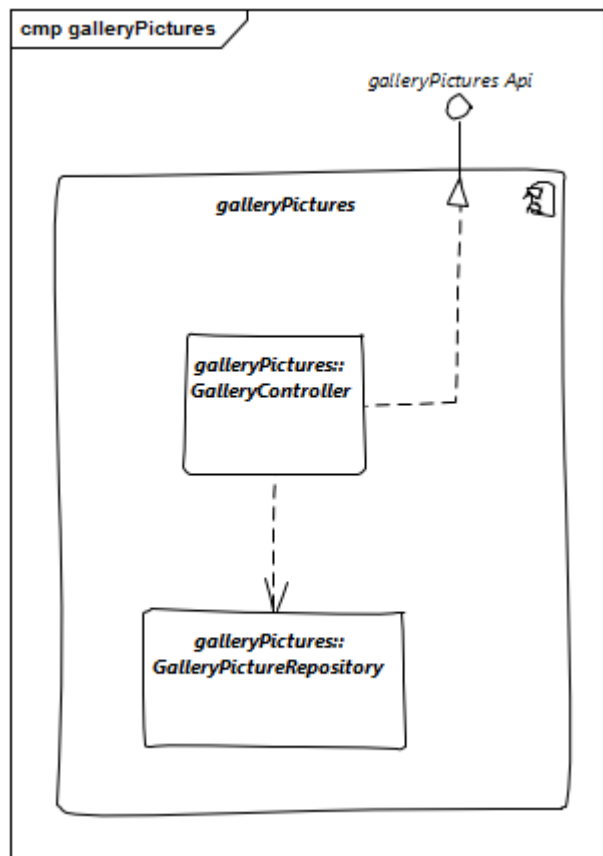 cmp galleryPictures
galleryPictures Api
galleryPictures
galleryPictures::
GalleryController
galleryPictures::
GalleryPictureRepository